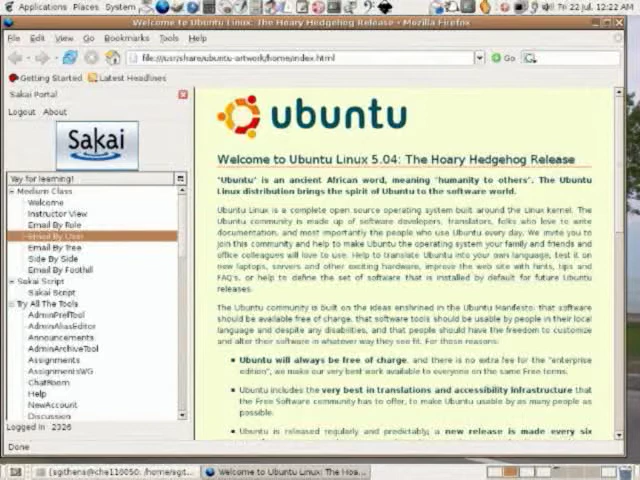 Applications Places System
Fri 22 Jul, 12:22 AM
Welcome to Ubuntu Linux: The Hoary Hedgehog Release - Mozilla Firefox
File Edit View Go Bookmarks Tools Help
file:///usr/share/ubuntu-artwork/home/index.html
Go
Getting Started Latest Headlines
Sakai Portal
Logout About
Sakai
Yay for learning!
Medium Class
Welcome
Instructor View
Email By Role
Email By User
Email By Tree
Side By Side
Email By Foothill
Sakai Script
Sakai Script
Try All The Tools
AdminPrefTool
AdminAliasEditor
Announcements
AdminArchiveTool
Assignments
AssignmentsWG
ChatRoom
Help
NewAccount
Discussion
Logged In 2326
Done
ubuntu
Welcome to Ubuntu Linux 5.04: The Hoary Hedgehog Release
"Ubuntu" is an ancient African word, meaning "humanity to others". The Ubuntu
Linux distribution brings the spirit of Ubuntu to the software world.
Ubuntu Linux is a complete open source operating system built around the Linux kernel. The
Ubuntu community is made up of software developers, translators, folks who love to write
documentation, and most importantly the people who use Ubuntu every day. We invite you to
join this community and help to make Ubuntu the operating system your family and friends and
office colleagues will love to use. Help to translate Ubuntu into your own language, test it on
new laptops, servers and other exciting hardware, improve the web site with hints, tips and
FAQ's, or help to define the set of software that is installed by default for future Ubuntu
releases.
The Ubuntu community is built on the ideas enshrined in the Ubuntu Manifesto: that software
should be available free of charge, that software tools should be usable by people in their local
language and despite any disabilities, and that people should have the freedom to customize
and alter their software in whatever way they see fit. For those reasons:
Ubuntu will always be free of charge, and there is no extra fee for the "enterprise
edition", we make our very best work available to everyone on the same Free terms.
Ubuntu includes the very best in translations and accessibility infrastructure that
the Free Software community has to offer, to make Ubuntu usable by as many people as
possible.
Ubuntu is released regularly and predictably; a new release is made every six
[sgithens@che118050: /home/sgit...
Welcome to Ubuntu Linux: The Hoa...